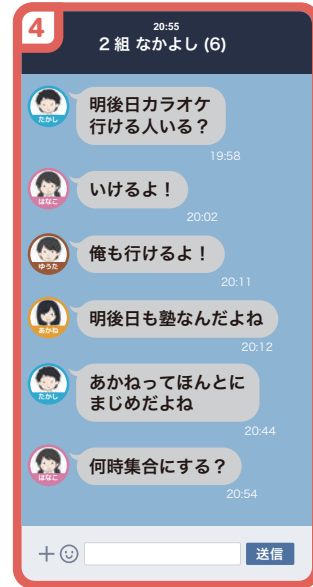 4
20:55
2組 なかよし (6)
明後日カラオケ
行ける人いる？
たかし
19:58
いけるよ！
はなこ
20:02
俺も行けるよ！
ゆうた
20:11
明後日も塾なんだよね
あかね
20:12
あかねってほんとに
まじめだよね
たかし
20:44
何時集合にする？
はなこ
20:54
送信